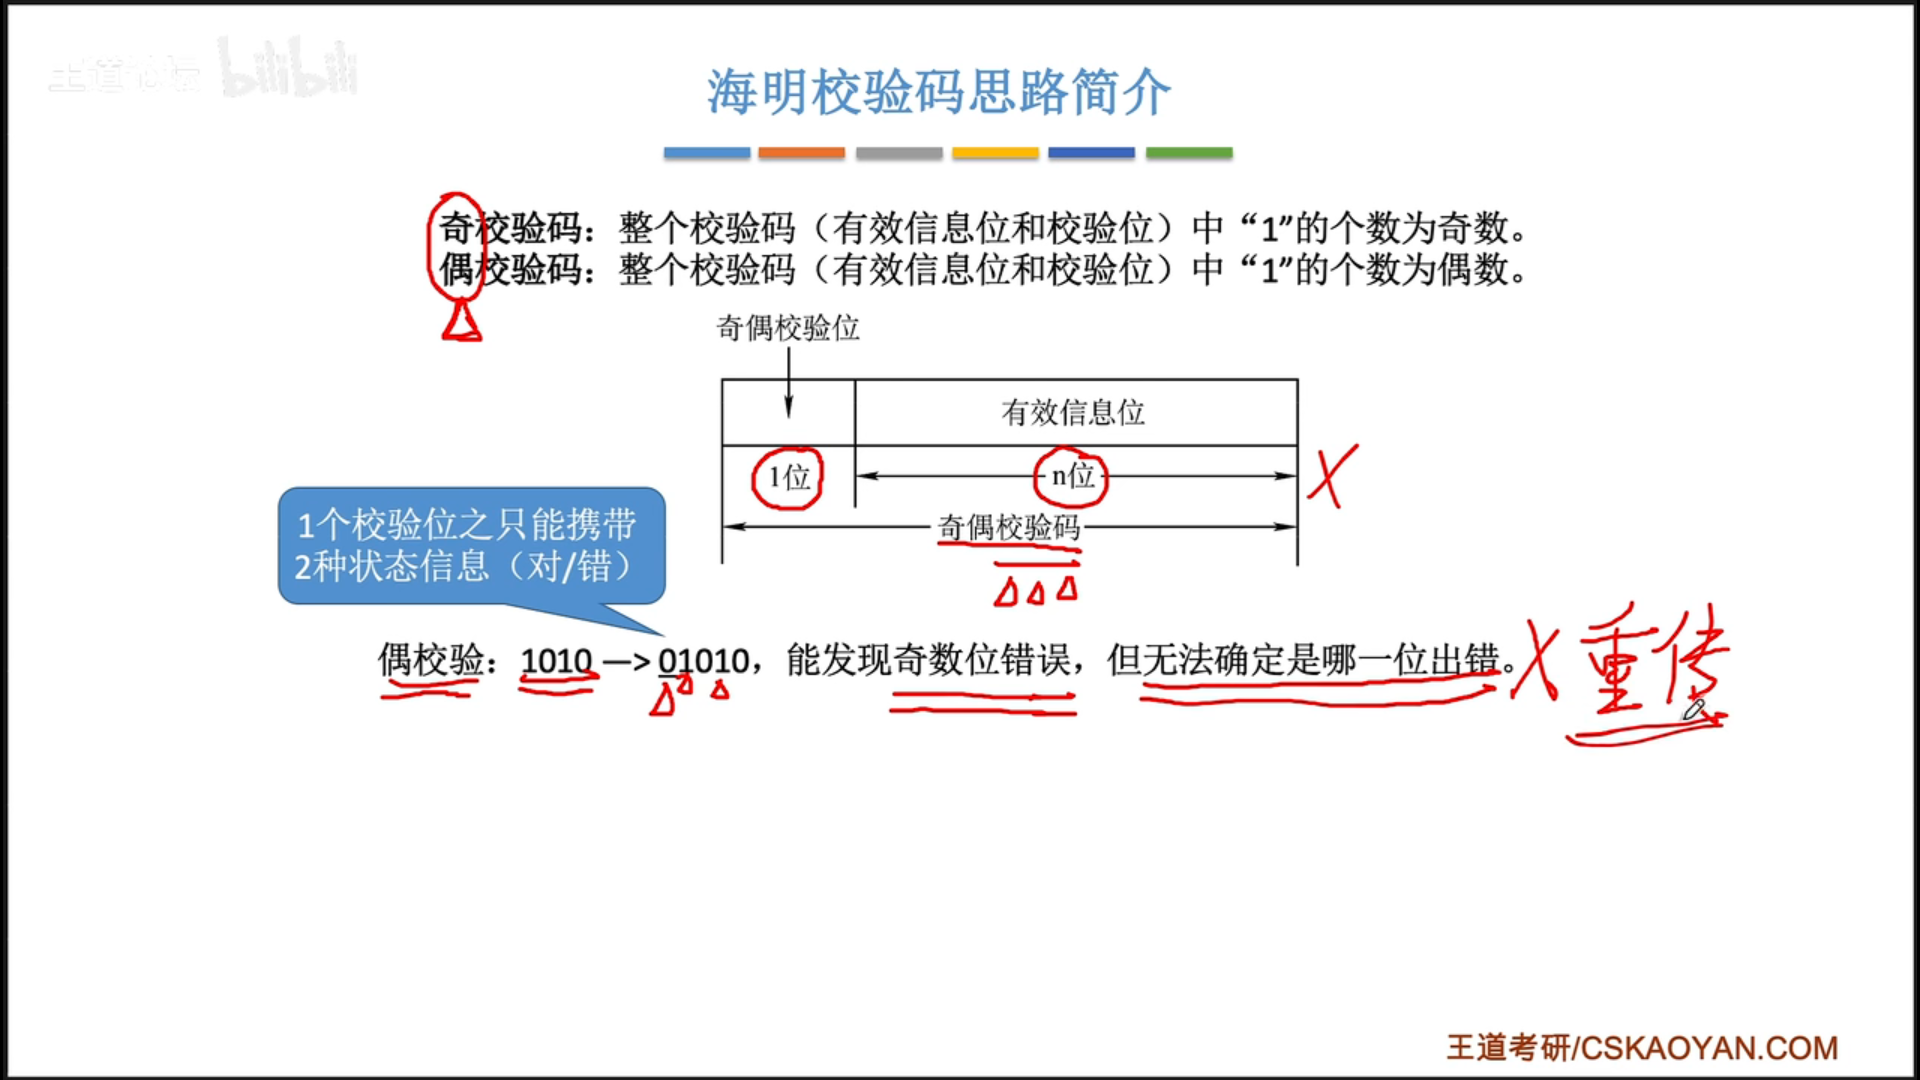 王道论坛 bilibili
海明校验码思路简介
奇校验码：整个校验码（有效信息位和校验位）中“1”的个数为奇数。
偶校验码：整个校验码（有效信息位和校验位）中“1”的个数为偶数。
奇偶校验位
有效信息位
1位
n位
奇偶校验码
1个校验位之只能携带
2种状态信息（对/错）
偶校验：1010 —> 01010，能发现奇数位错误，但无法确定是哪一位出错。
重传
王道考研/CSKAOYAN.COM